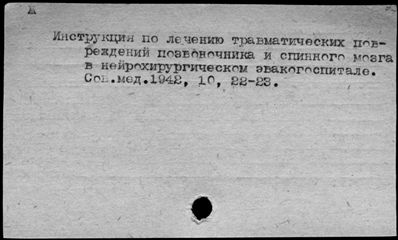 А
Инструкция по лечению травматических пов-
реждений позвоночника и спинного мозга
в нейрохирургическом эвакогоспитале.
Сов.мед.1942, 10, 22-23.